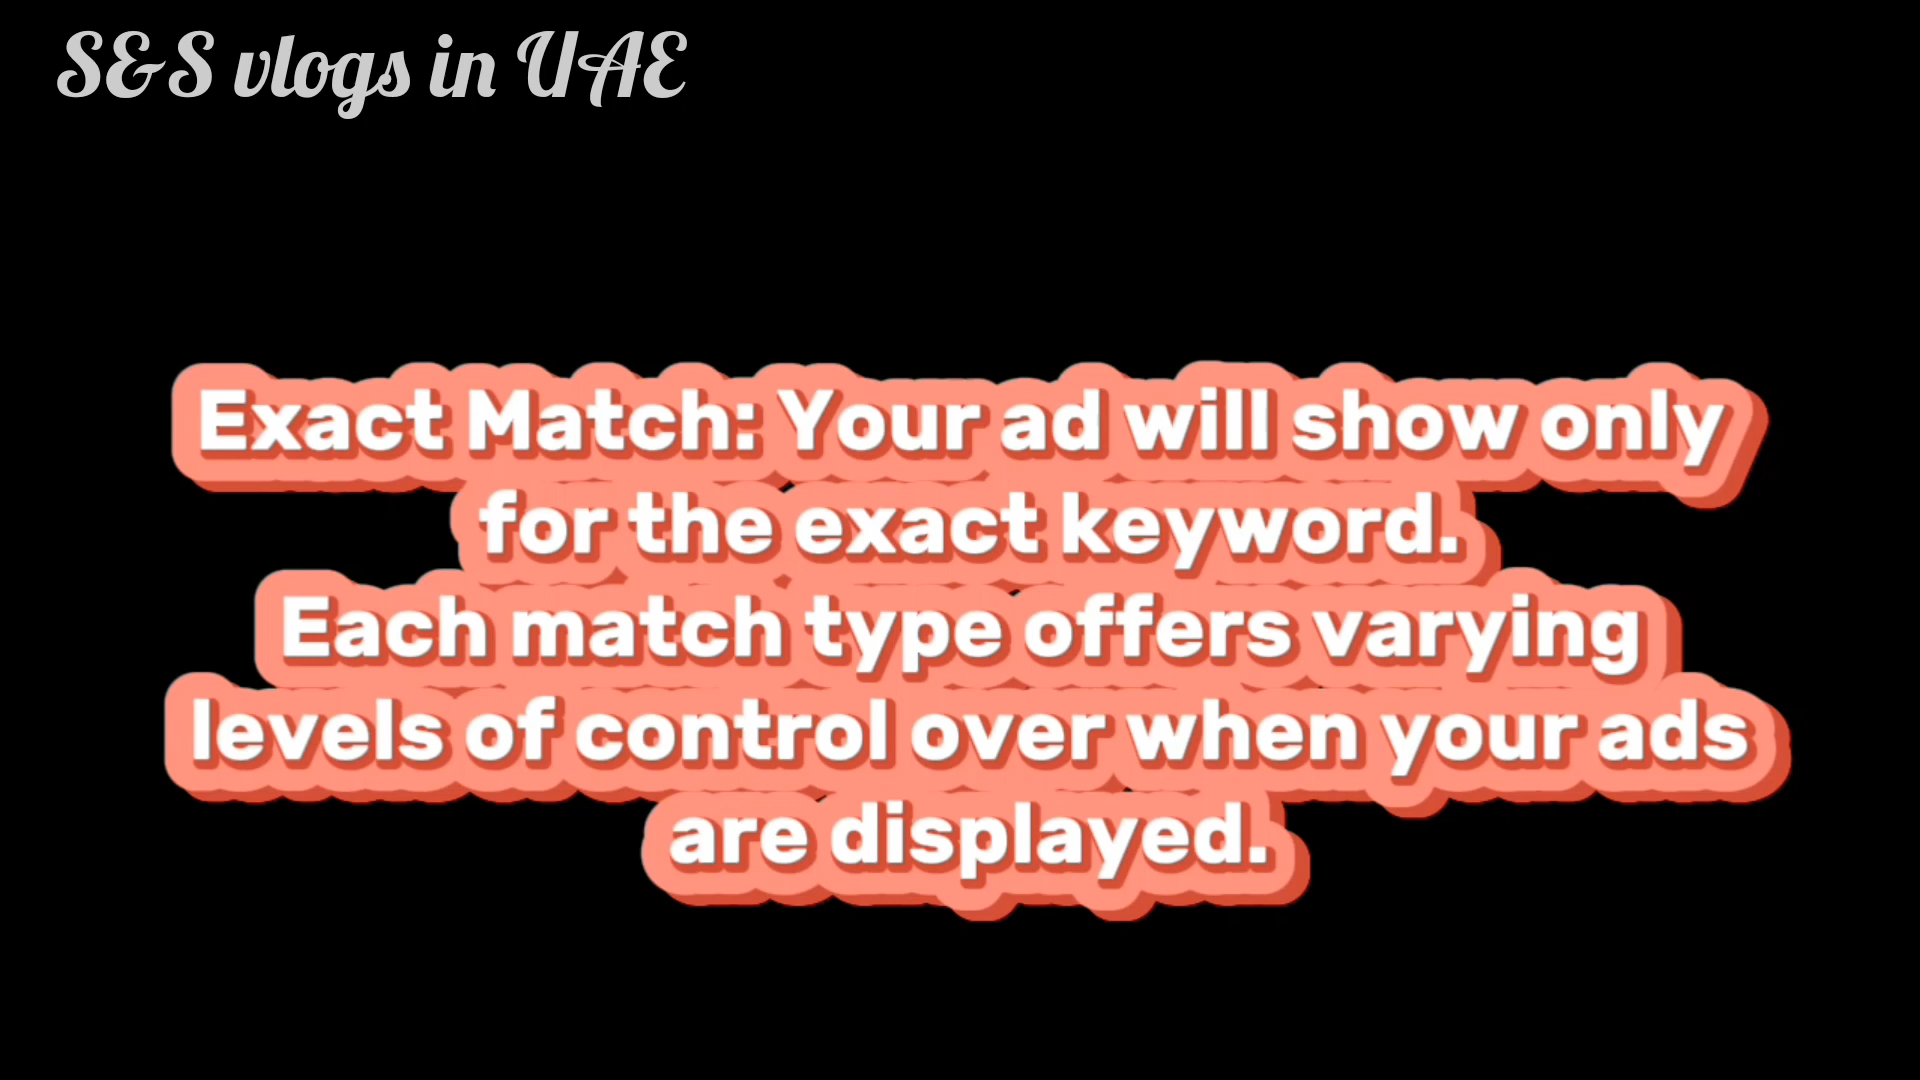 S&S vlogs in UAE
Exact Match: Your ad will show only
for the exact keyword.
Each match type offers varying
levels of control over when your ads
are displayed.